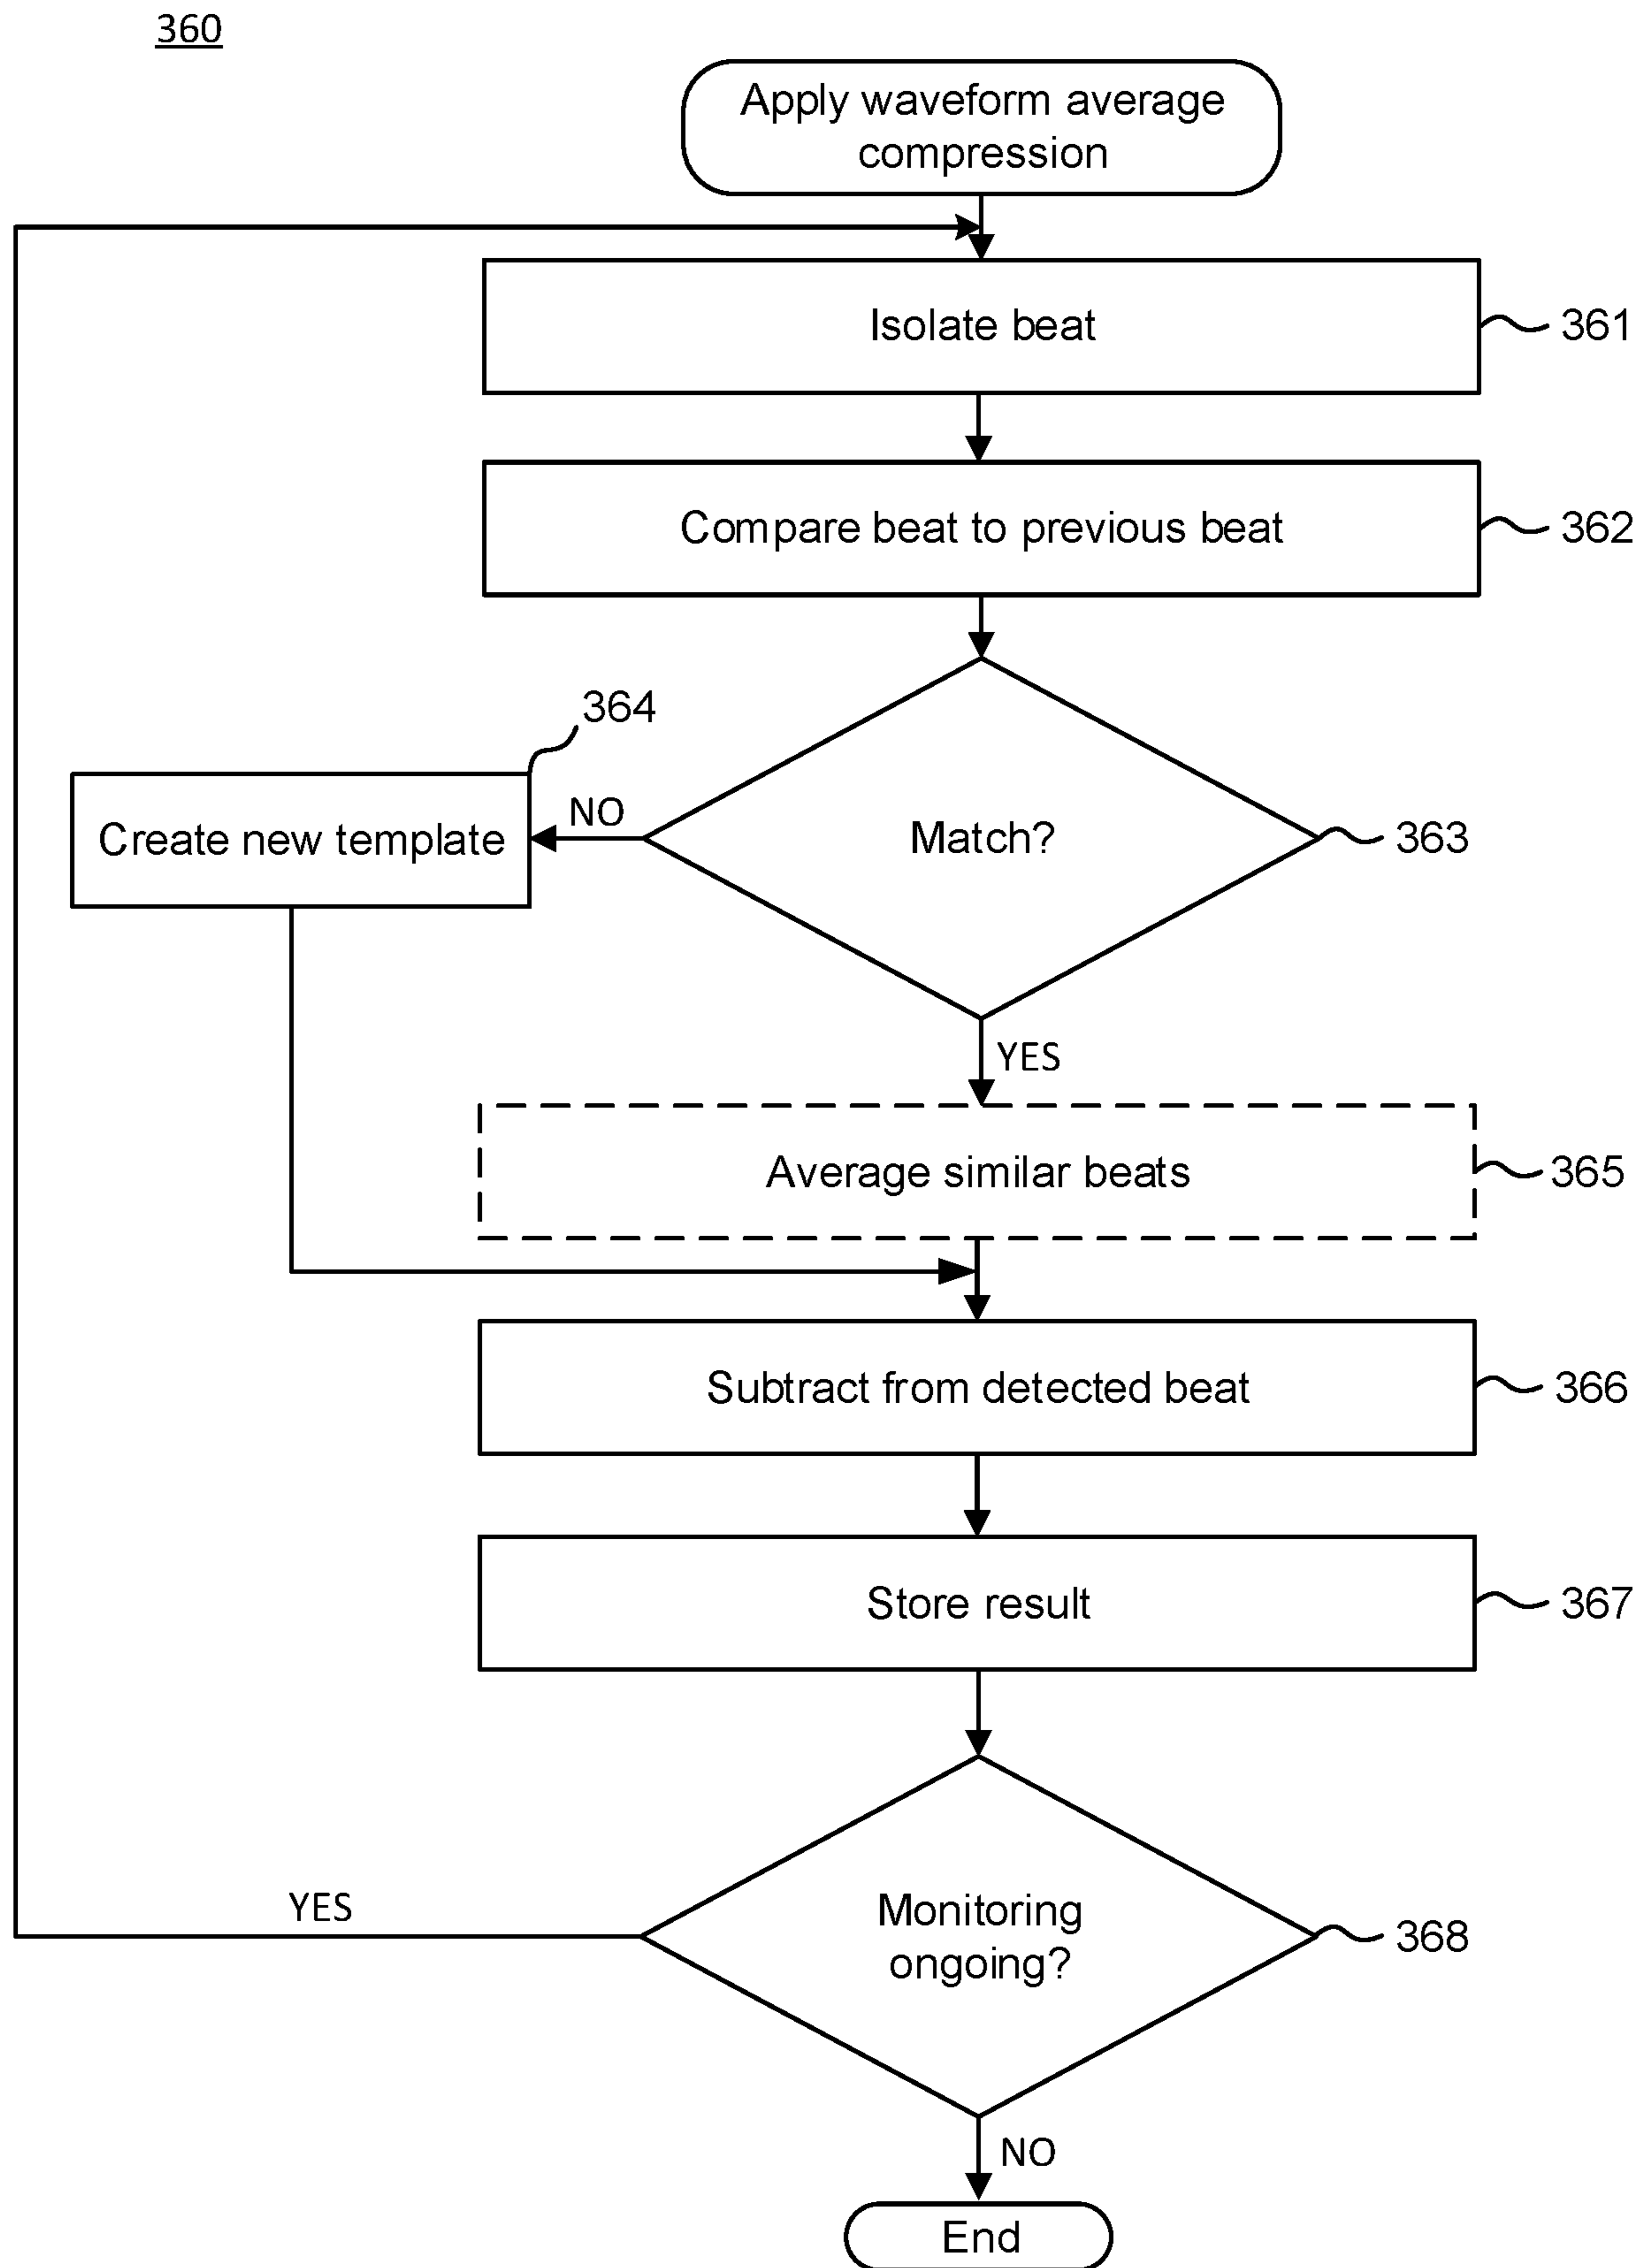 360
Apply waveform average
compression
Isolate beat
361
Compare beat to previous beat
362
364
Create new template
NO
Match?
363
YES
Average similar beats
365
Subtract from detected beat
366
Store result
367
YES
Monitoring
ongoing?
368
NO
End